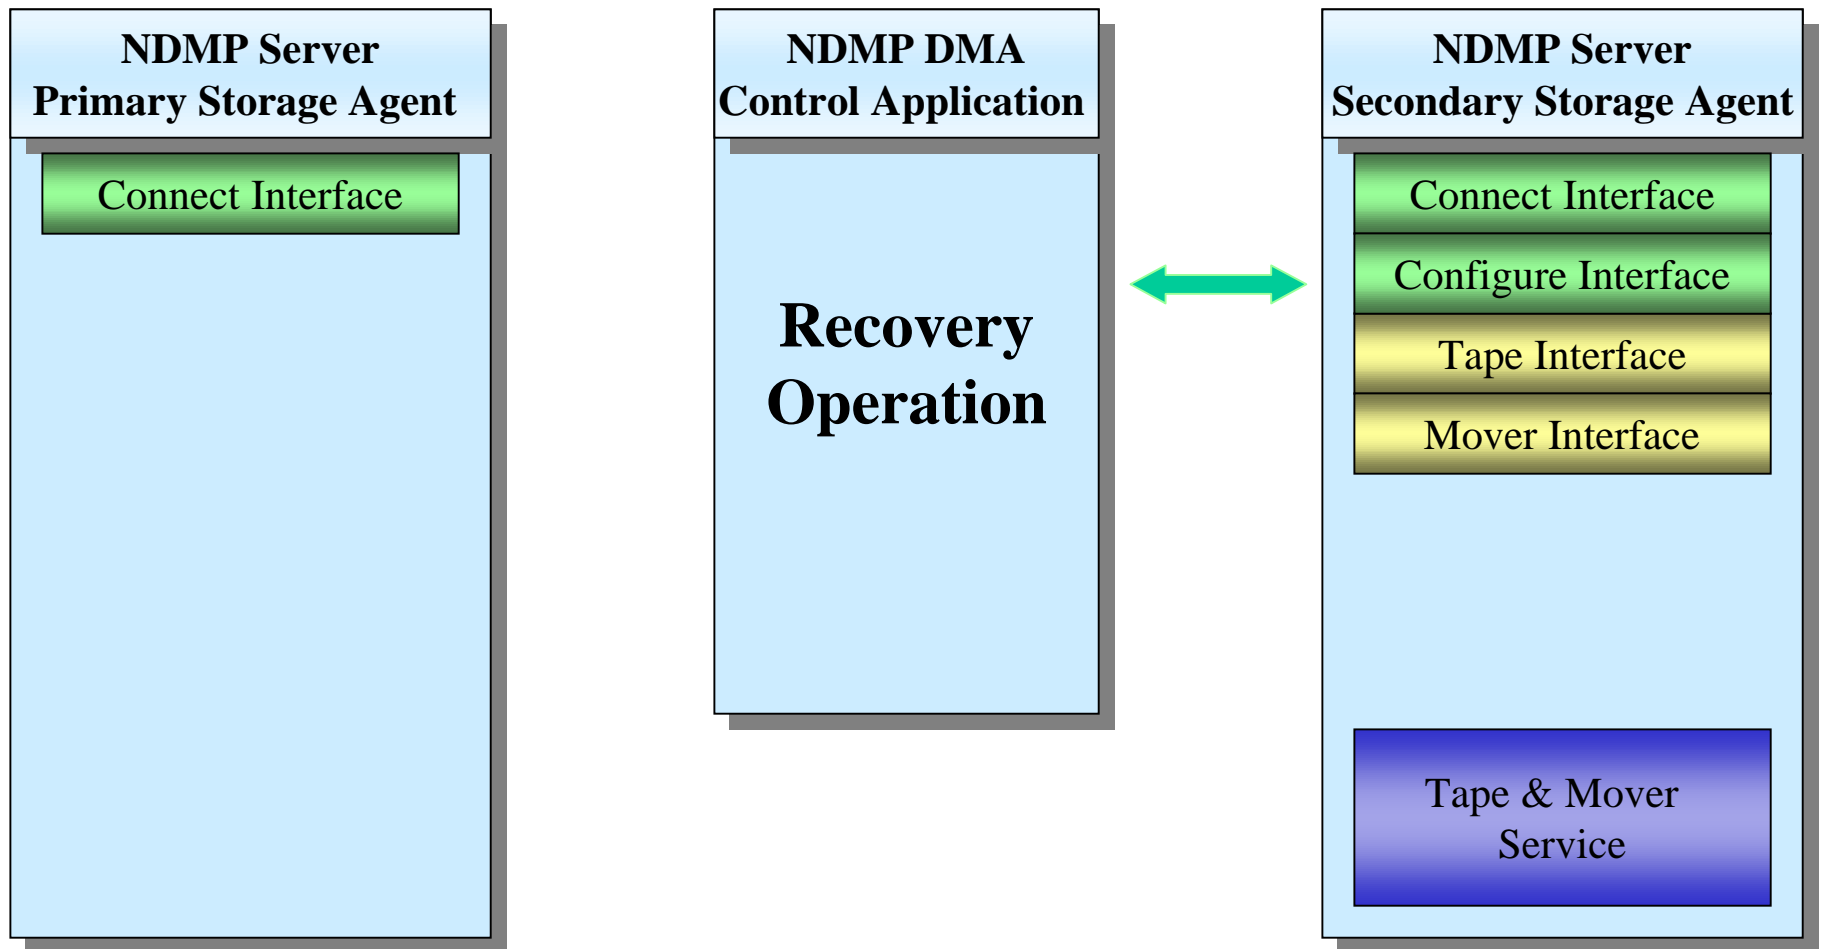 NDMP Server
Primary Storage Agent
Connect Interface
NDMP DMA
Control Application
Recovery
Operation
NDMP Server
Secondary Storage Agent
Connect Interface
Configure Interface
Tape Interface
Mover Interface
Tape & Mover
Service